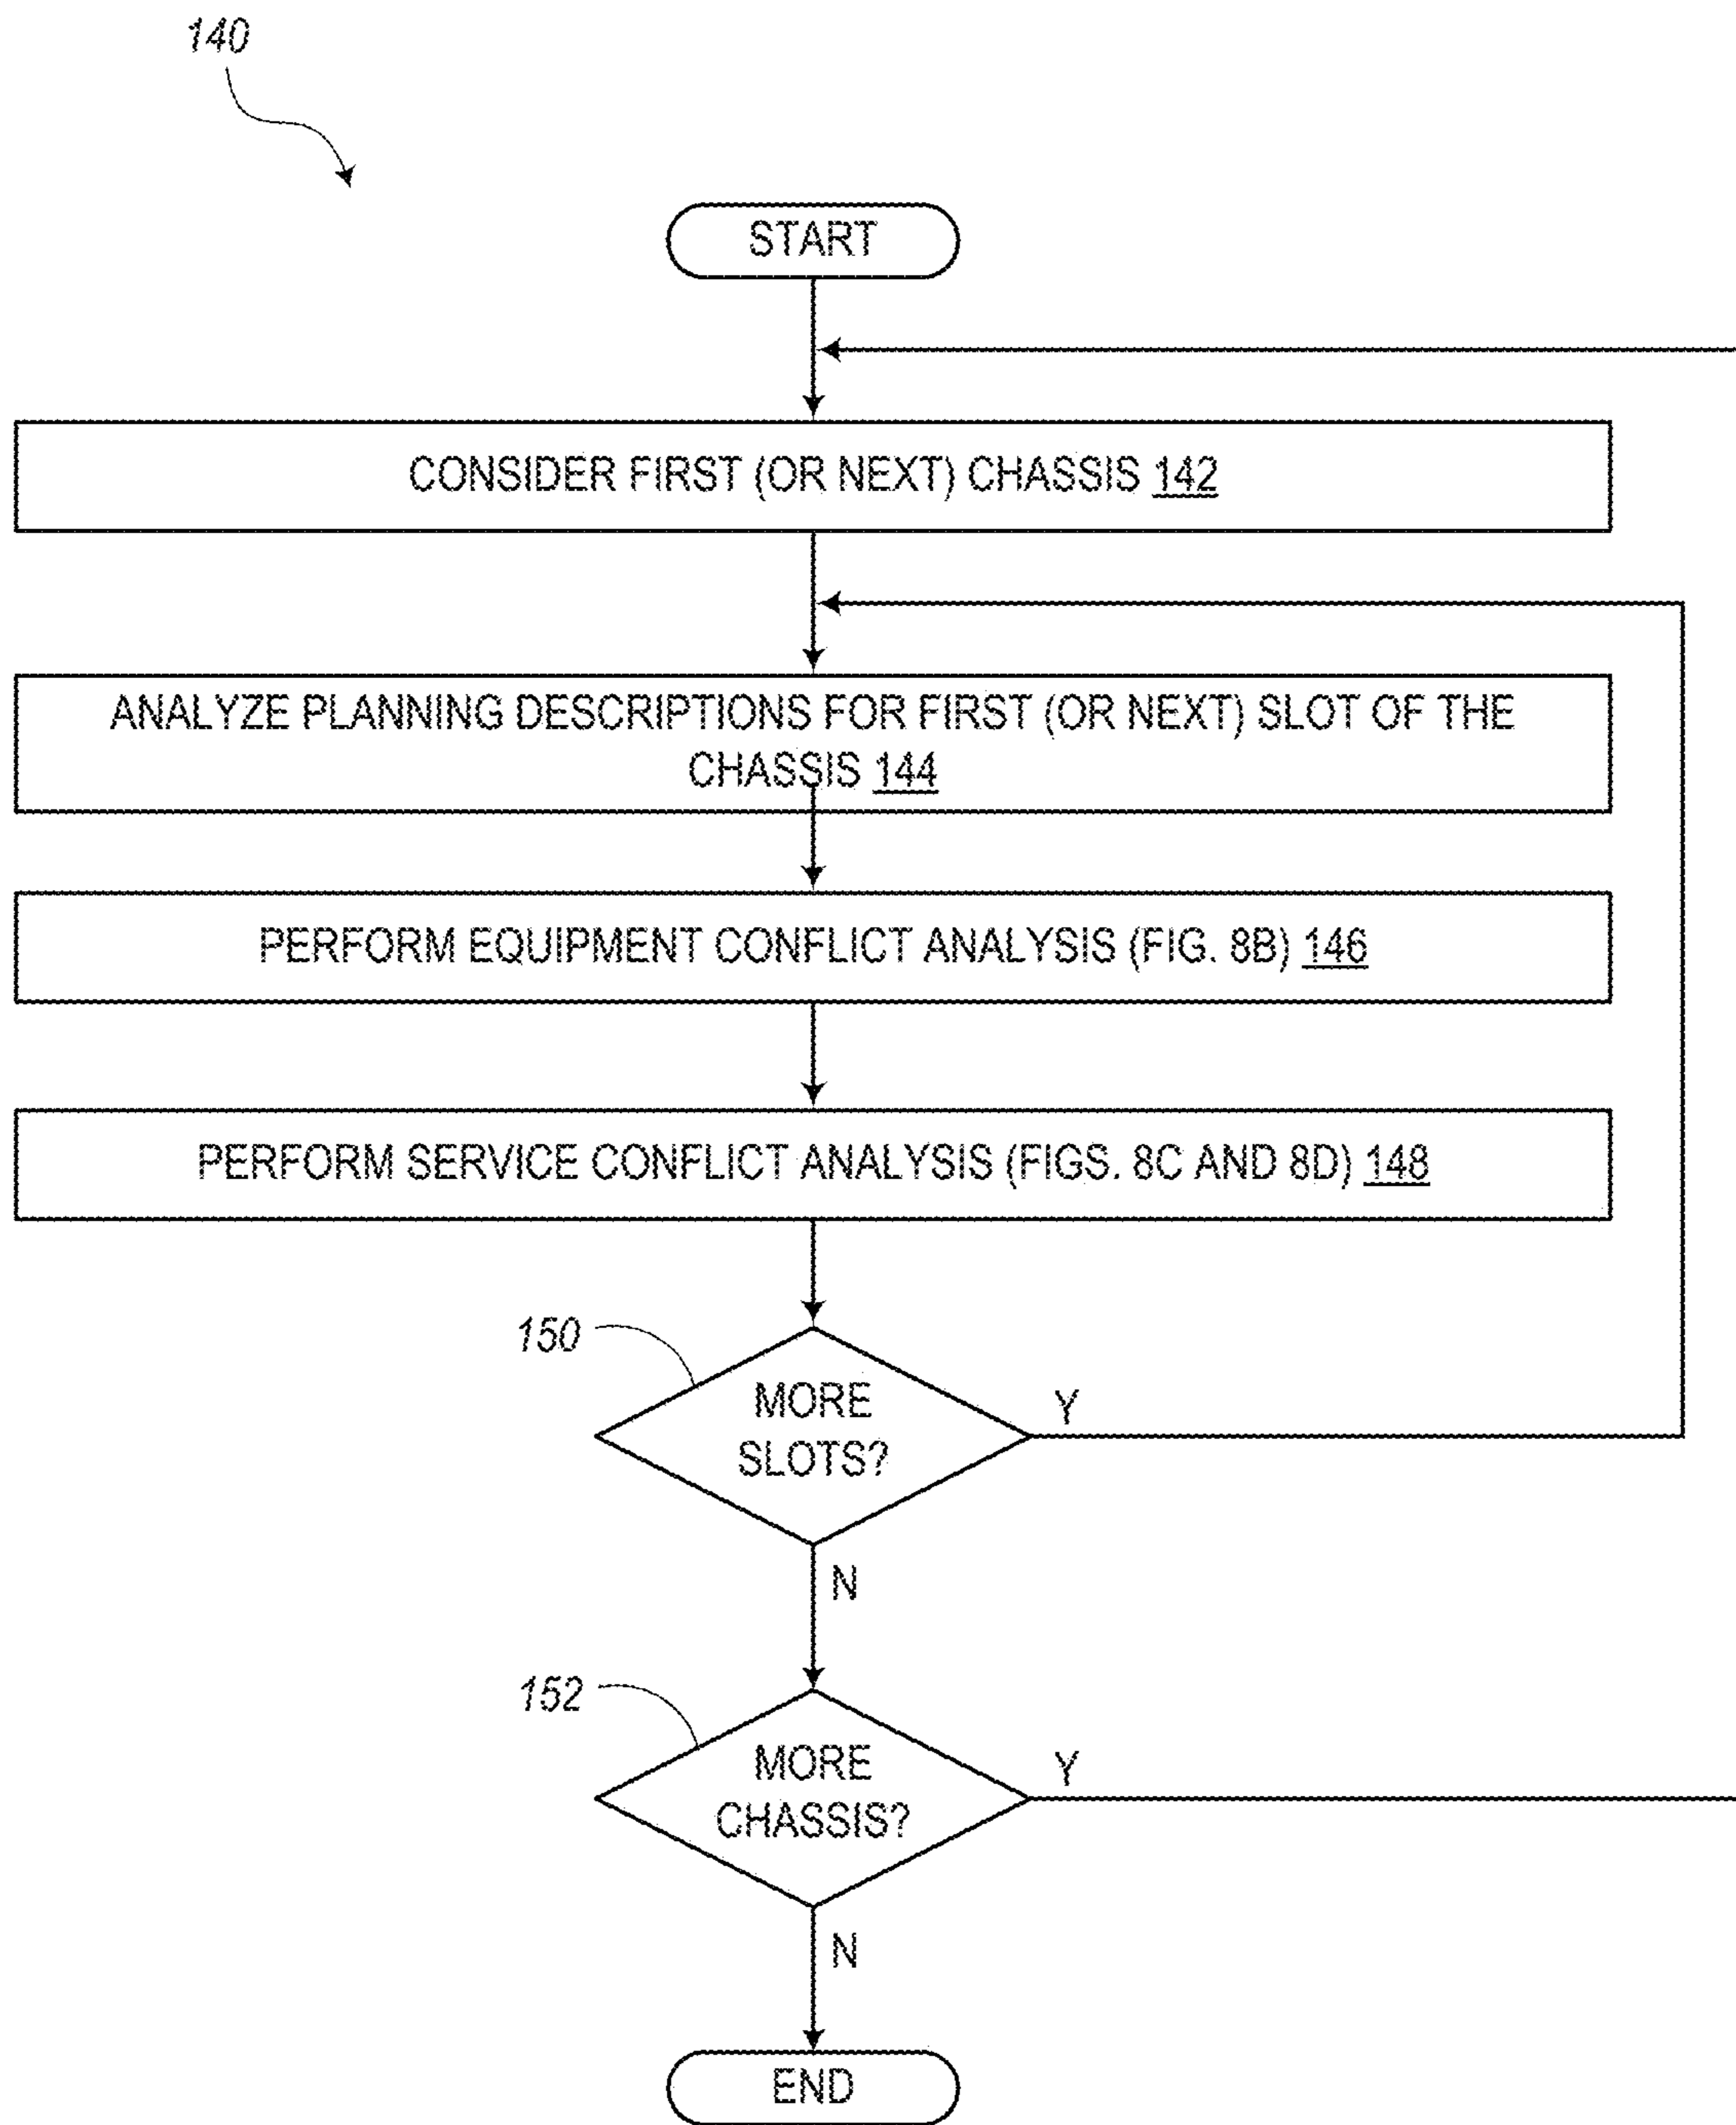 140
START
CONSIDER FIRST (OR NEXT) CHASSIS 142
ANALYZE PLANNING DESCRIPTIONS FOR FIRST (OR NEXT) SLOT OF THE
CHASSIS 144
PERFORM EQUIPMENT CONFLICT ANALYSIS (FIG. 8B) 146
PERFORM SERVICE CONFLICT ANALYSIS (FIGS. 8C AND 8D) 148
150
MORE
SLOTS?
Y
N
152
MORE
CHASSIS?
Y
N
END